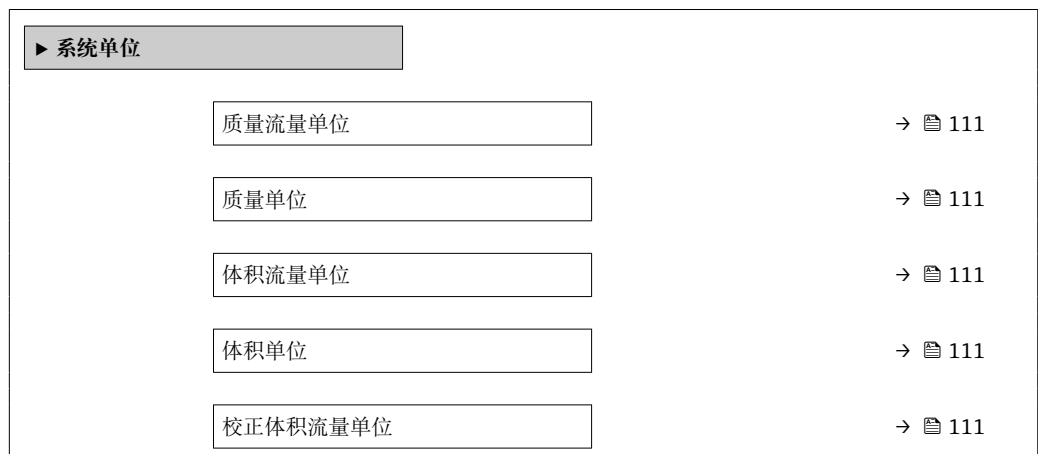 ▶ 系统单位
质量流量单位 → 🖹 111
质量单位 → 🖹 111
体积流量单位 → 🖹 111
体积单位 → 🖹 111
校正体积流量单位 → 🖹 111